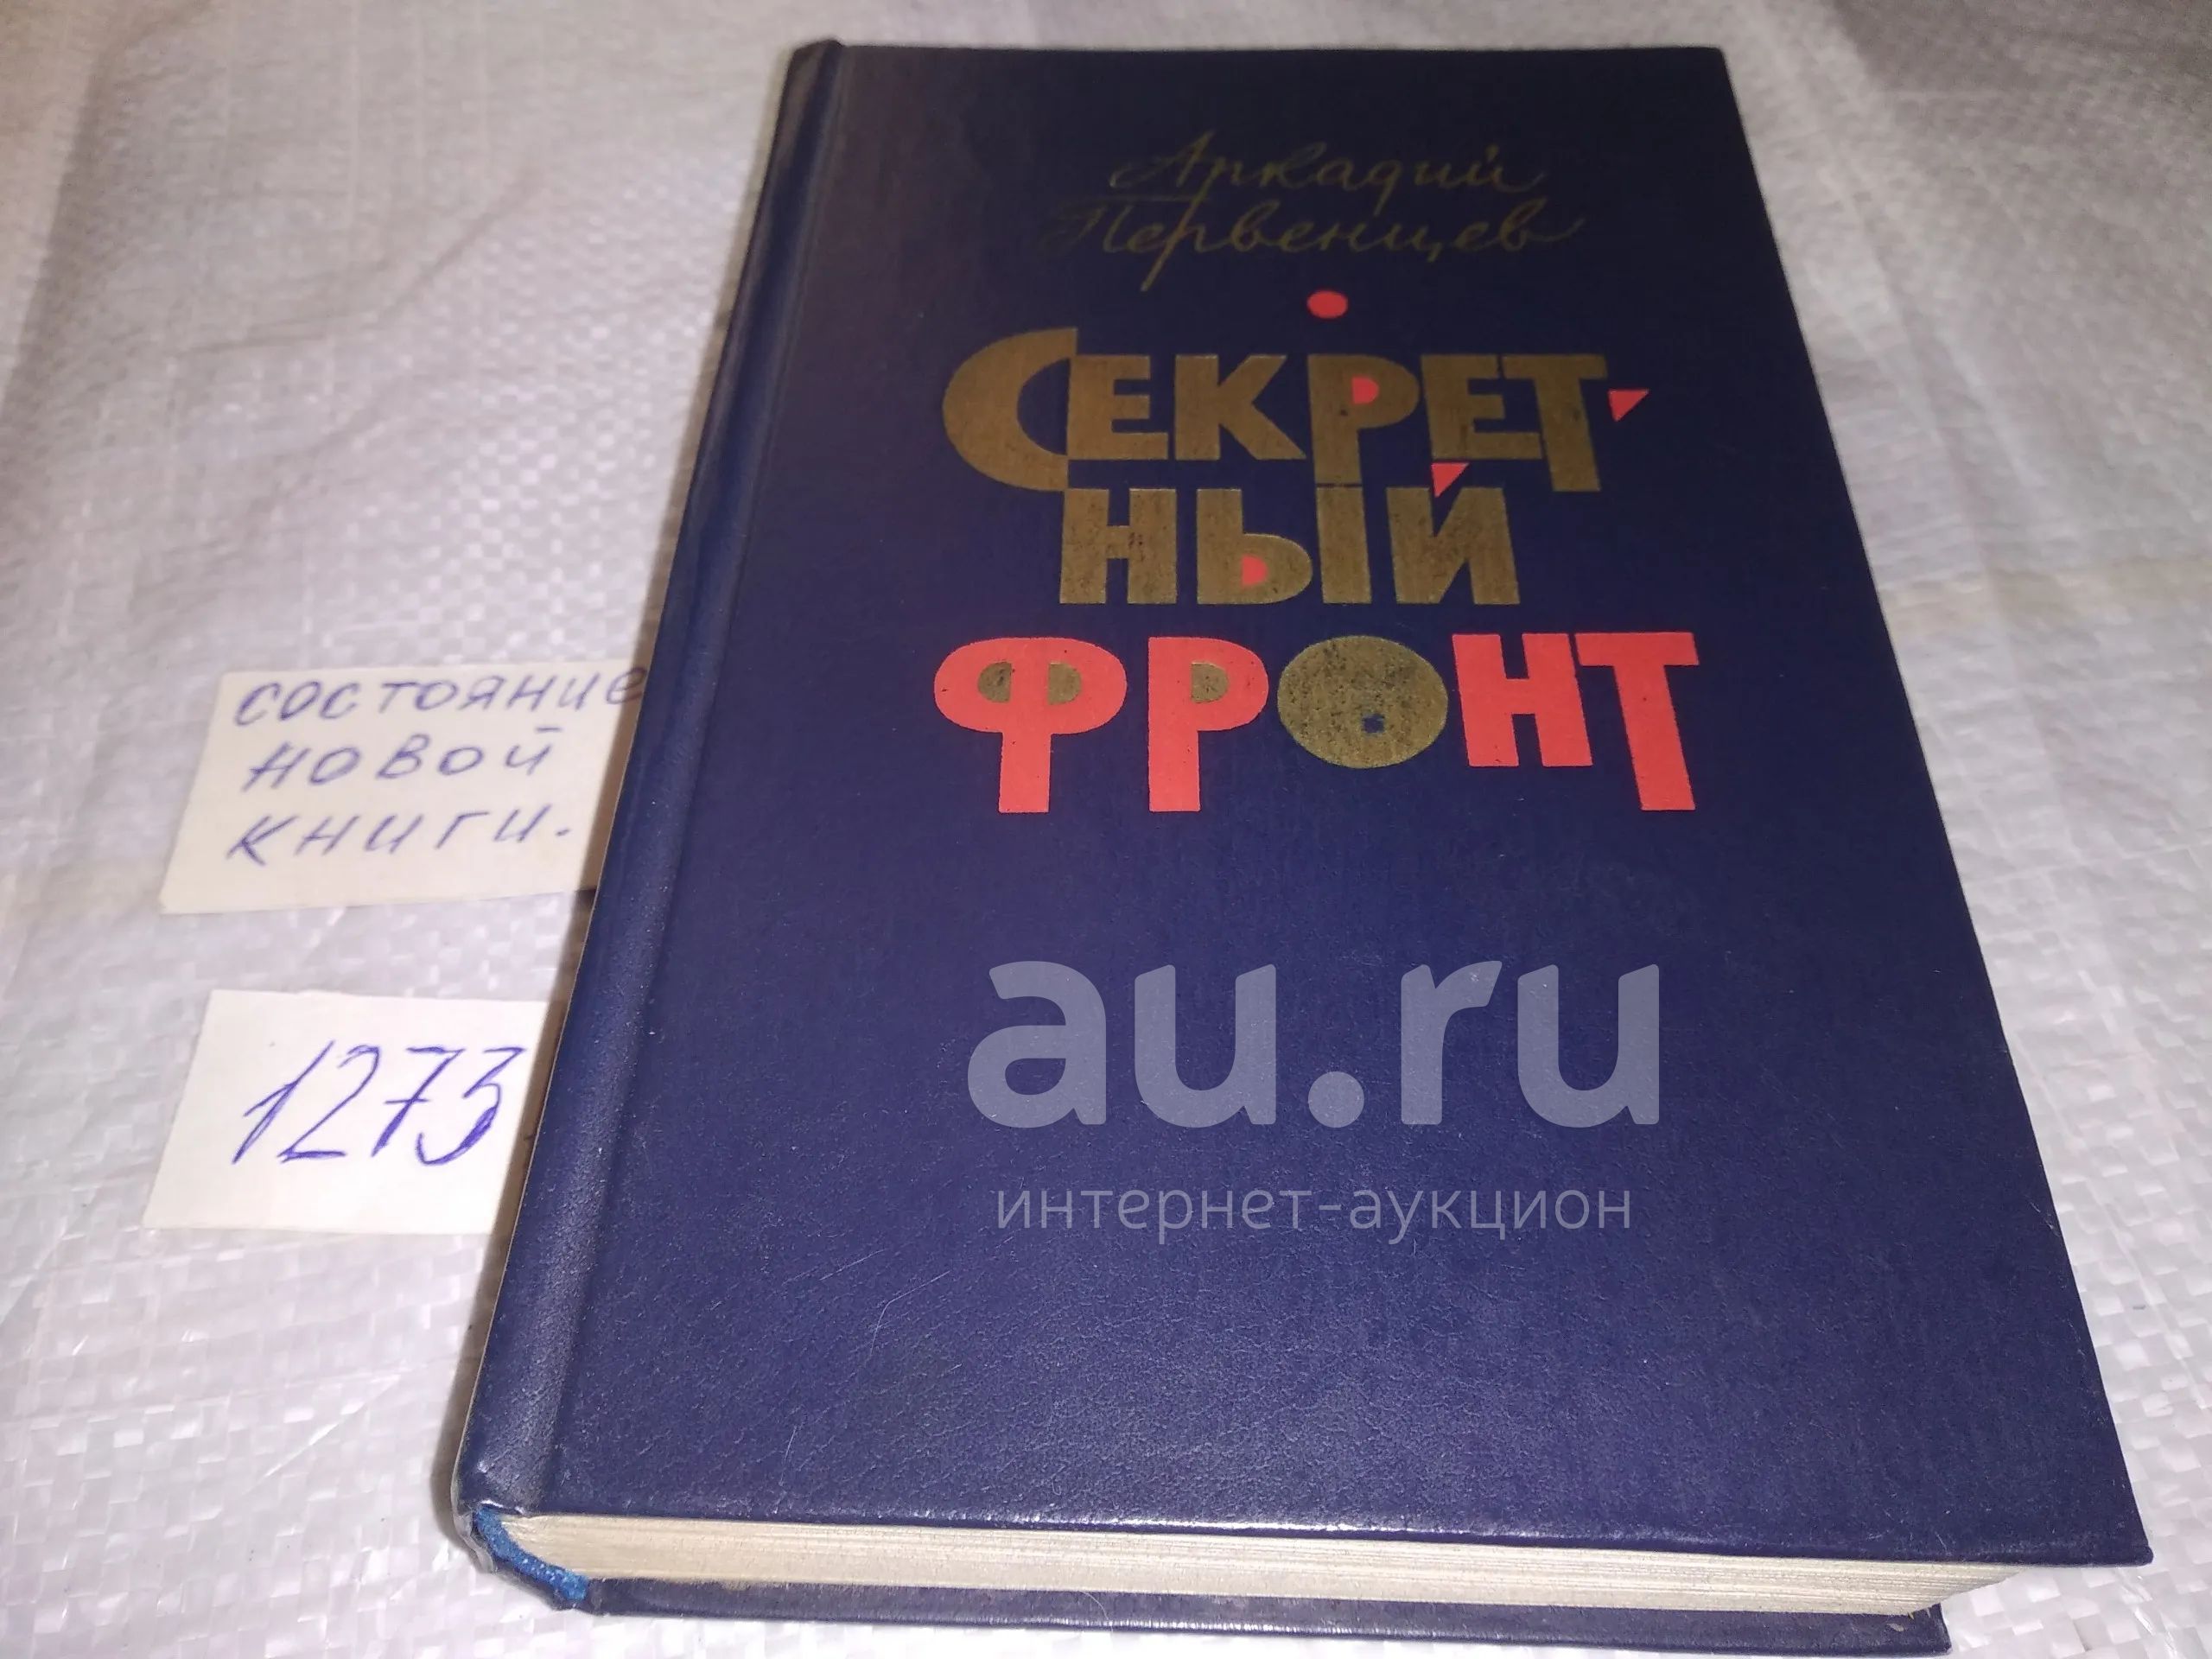 Аркадий
Первенцев
СЕКРЕТ-
НЫЙ
ФРОНТ
состояние
новой
книги.
1273
au.ru
интернет-аукцион